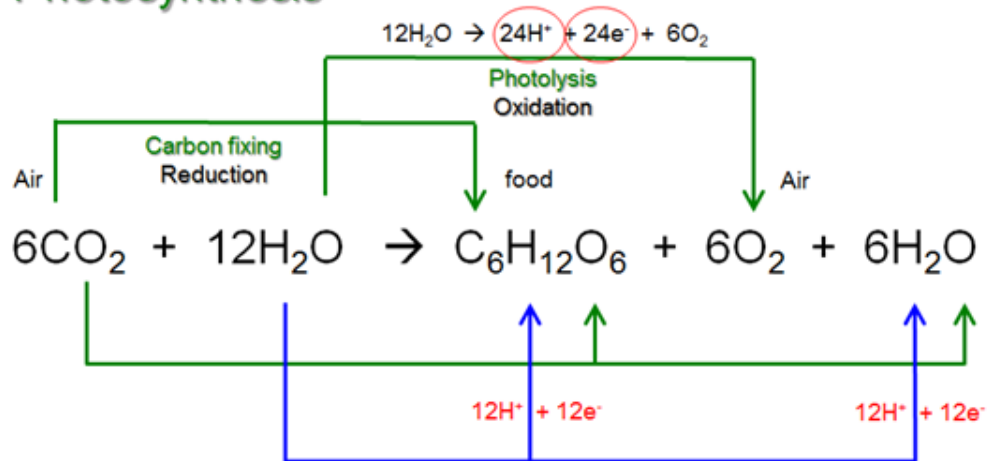 Photosynthesis
12H₂O → 24H⁺ + 24e⁻ + 6O₂
Photolysis
Oxidation
Carbon fixing
Reduction
Air
food
Air
6CO₂ + 12H₂O → C₆H₁₂O₆ + 6O₂ + 6H₂O
12H⁺ + 12e⁻
12H⁺ + 12e⁻